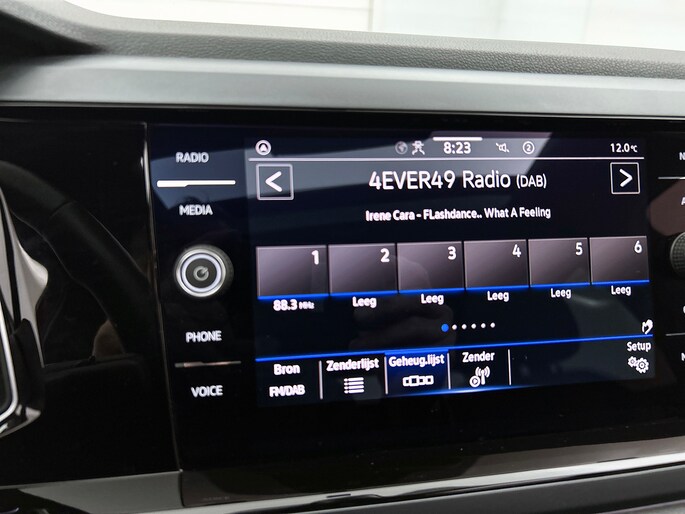 RADIO
MEDIA
PHONE
VOICE
8:23
2
12.0°C
<
4EVER49 Radio (DAB)
>
Irene Cara - FLashdance.. What A Feeling
1 2 3 4 5 6
88.3 MHz Leeg Leeg Leeg Leeg Leeg
Setup
Bron Zenderlijst Geheug.lijst Zender
FM/DAB